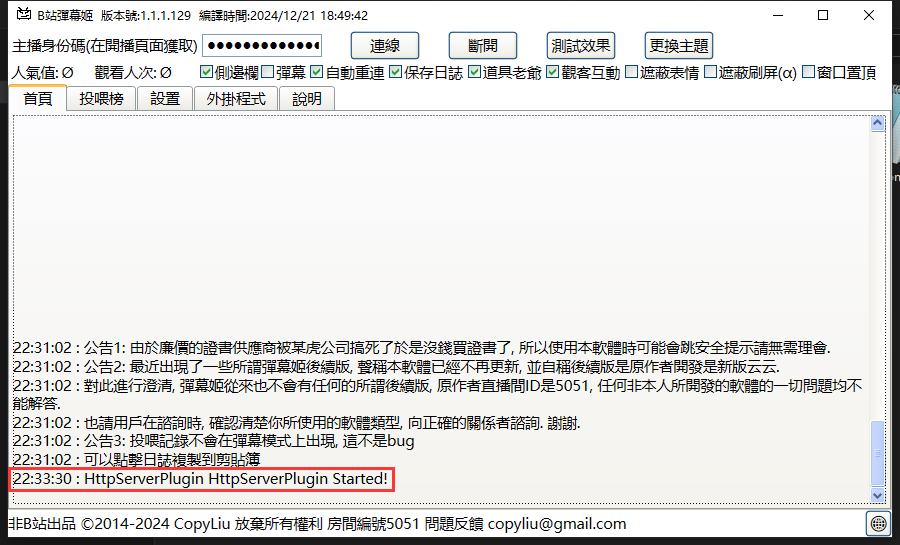 B站彈幕姬 版本號:1.1.1.129 編譯時間:2024/12/21 18:49:42
主播身份碼(在開播頁面獲取) ●●●●●●●●●●●●● 連線 斷開 測試效果 更換主題
人氣值: Ø 觀看人次: Ø 側邊欄 彈幕 自動重連 保存日誌 道具老爺 觀客互動 遮蔽表情 遮蔽刷屏(α) 窗口置頂
首頁 投喂榜 設置 外掛程式 說明
22:31:02 : 公告1: 由於廉價的證書供應商被某虎公司搞死了於是沒錢買證書了, 所以使用本軟體時可能會跳安全提示請無需理會.
22:31:02 : 公告2: 最近出現了一些所謂彈幕姬後續版, 聲稱本軟體已經不再更新, 並自稱後續版是原作者開發是新版云云.
22:31:02 : 對此進行澄清, 彈幕姬從來也不會有任何的所謂後續版, 原作者直播間ID是5051, 任何非本人所開發的軟體的一切問題均不
能解答.
22:31:02 : 也請用戶在諮詢時, 確認清楚你所使用的軟體類型, 向正確的關係者諮詢. 謝謝.
22:31:02 : 公告3: 投喂記錄不會在彈幕模式上出現, 這不是bug
22:31:02 : 可以點擊日誌複製到剪貼簿
22:33:30 : HttpServerPlugin HttpServerPlugin Started!
非B站出品 ©2014-2024 CopyLiu 放棄所有權利 房間編號5051 問題反饋 copyliu@gmail.com